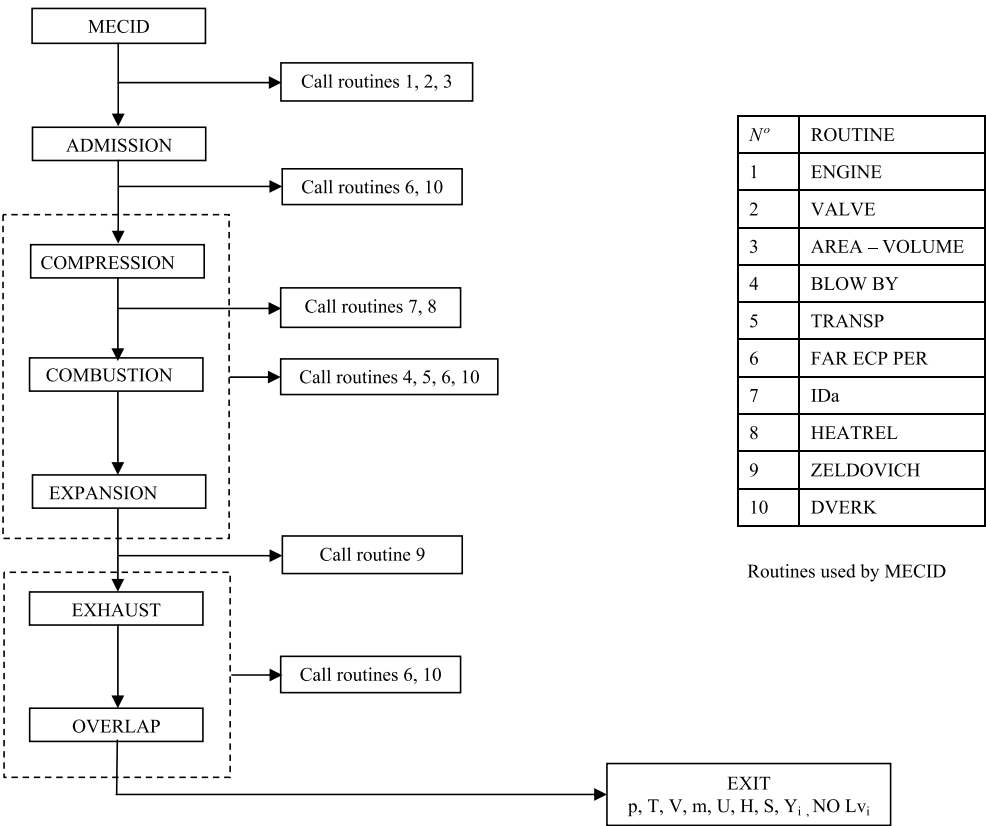 MECID
Call routines 1, 2, 3
ADMISSION
Call routines 6, 10
COMPRESSION
Call routines 7, 8
COMBUSTION
Call routines 4, 5, 6, 10
EXPANSION
Call routine 9
EXHAUST
Call routines 6, 10
OVERLAP
EXIT
p, T, V, m, U, H, S, Yi , NO Lvi
Nº ROUTINE
1 ENGINE
2 VALVE
3 AREA – VOLUME
4 BLOW BY
5 TRANSP
6 FAR ECP PER
7 IDa
8 HEATREL
9 ZELDOVICH
10 DVERK
Routines used by MECID